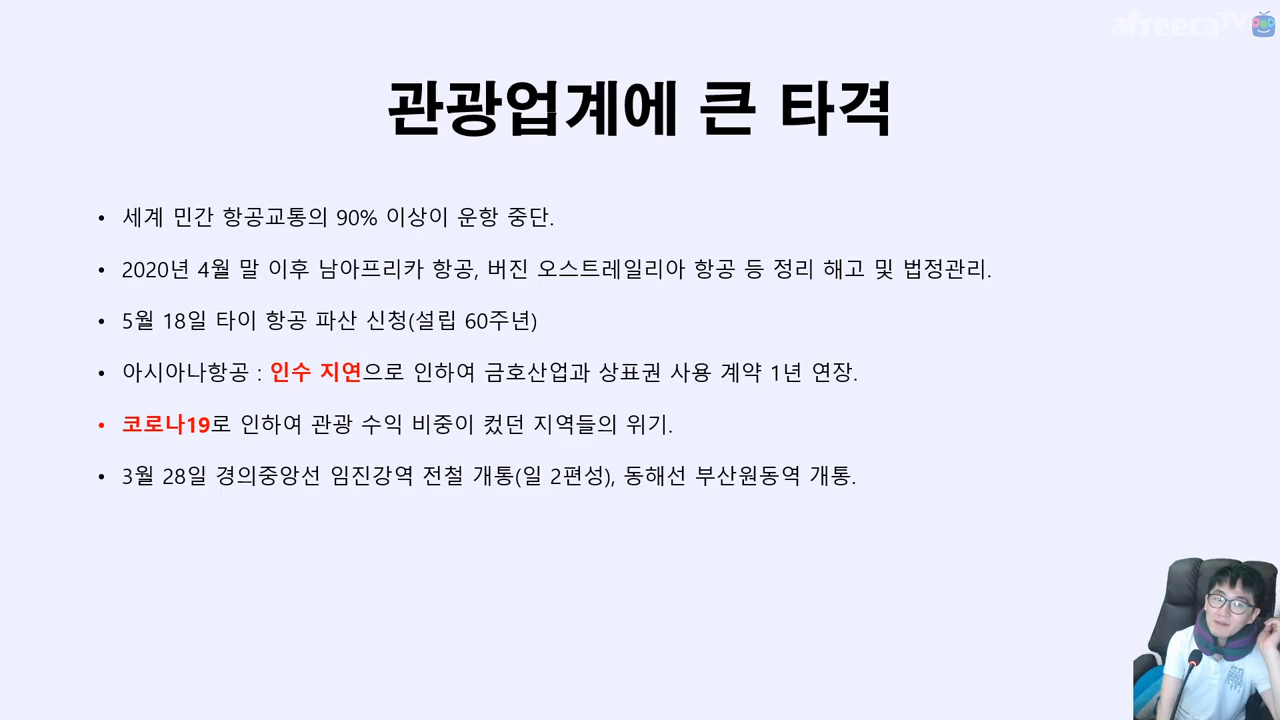 afreecaTV
관광업계에 큰 타격
• 세계 민간 항공교통의 90% 이상이 운항 중단.
• 2020년 4월 말 이후 남아프리카 항공, 버진 오스트레일리아 항공 등 정리 해고 및 법정관리.
• 5월 18일 타이 항공 파산 신청(설립 60주년)
• 아시아나항공 : 인수 지연으로 인하여 금호산업과 상표권 사용 계약 1년 연장.
• 코로나19로 인하여 관광 수익 비중이 컸던 지역들의 위기.
• 3월 28일 경의중앙선 임진강역 전철 개통(일 2편성), 동해선 부산원동역 개통.